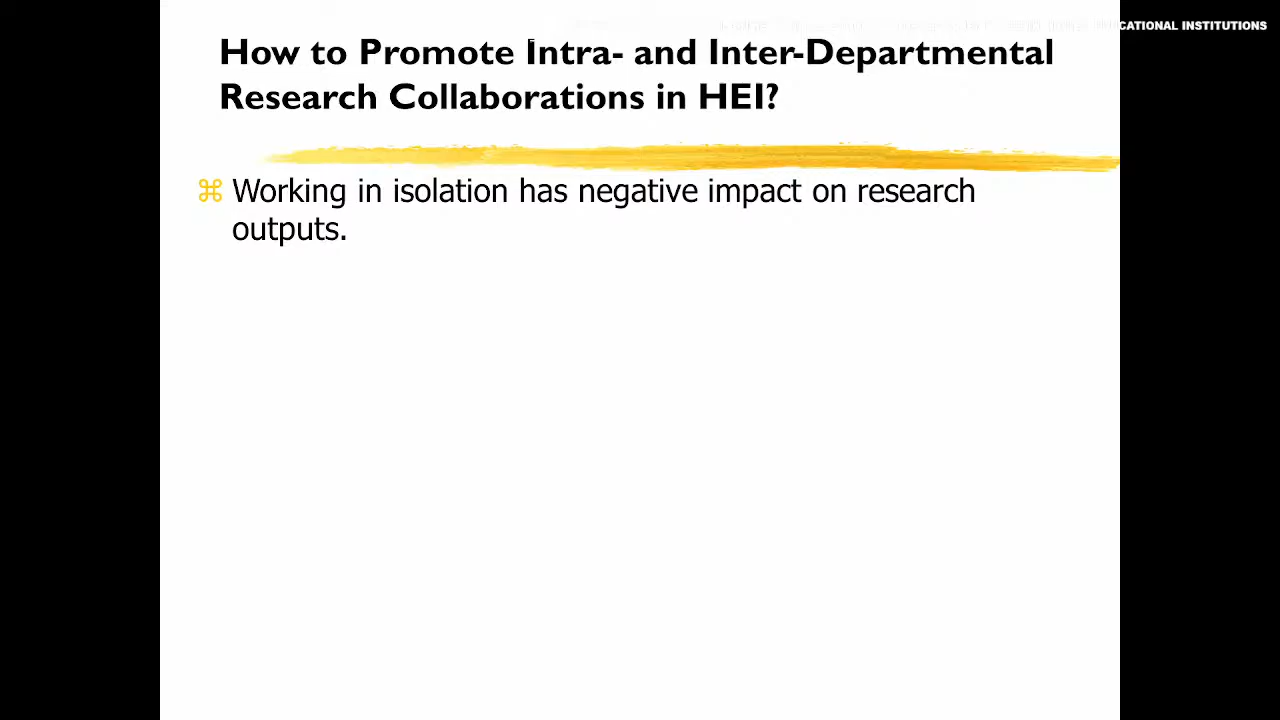 CATIONAL INSTITUTIONS
How to Promote Intra- and Inter-Departmental
Research Collaborations in HEI?
⌘ Working in isolation has negative impact on research
outputs.